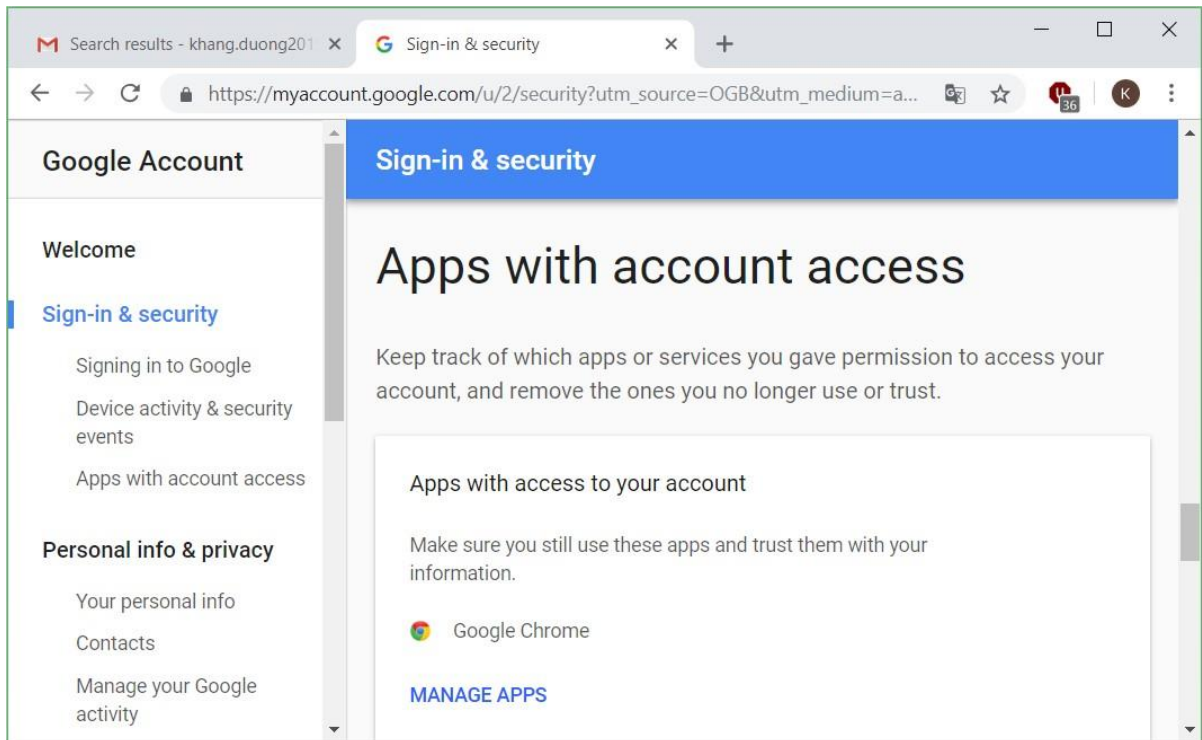 Search results - khang.duong201
Sign-in & security
https://myaccount.google.com/u/2/security?utm_source=OGB&utm_medium=a...
36
K
Google Account
Welcome
Sign-in & security
Signing in to Google
Device activity & security
events
Apps with account access
Personal info & privacy
Your personal info
Contacts
Manage your Google
activity
Sign-in & security
Apps with account access
Keep track of which apps or services you gave permission to access your
account, and remove the ones you no longer use or trust.
Apps with access to your account
Make sure you still use these apps and trust them with your
information.
Google Chrome
MANAGE APPS